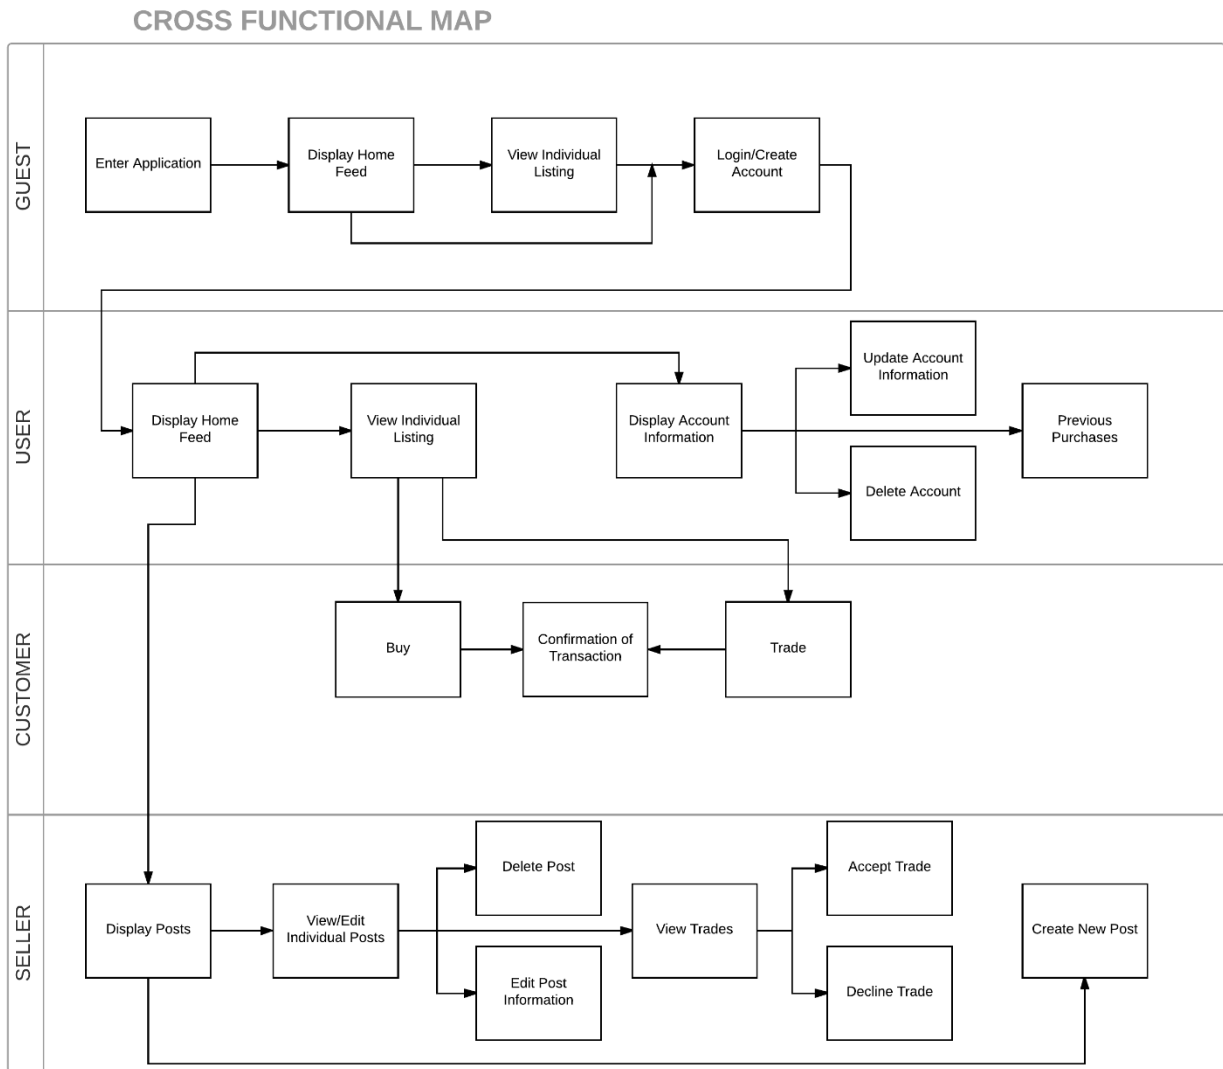 CROSS FUNCTIONAL MAP
GUEST
Enter Application
Display Home
Feed
View Individual
Listing
Login/Create
Account
USER
Display Home
Feed
View Individual
Listing
Display Account
Information
Update Account
Information
Delete Account
Previous
Purchases
CUSTOMER
Buy
Confirmation of
Transaction
Trade
SELLER
Display Posts
View/Edit
Individual Posts
Delete Post
Edit Post
Information
View Trades
Accept Trade
Decline Trade
Create New Post